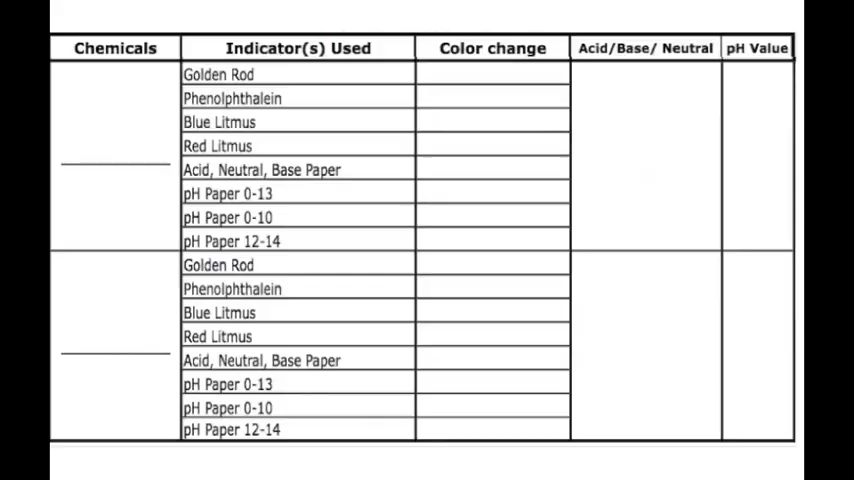 Chemicals Indicator(s) Used Color change Acid/Base/ Neutral pH Value
Golden Rod
Phenolphthalein
Blue Litmus
Red Litmus
Acid, Neutral, Base Paper
pH Paper 0-13
pH Paper 0-10
pH Paper 12-14
Golden Rod
Phenolphthalein
Blue Litmus
Red Litmus
Acid, Neutral, Base Paper
pH Paper 0-13
pH Paper 0-10
pH Paper 12-14